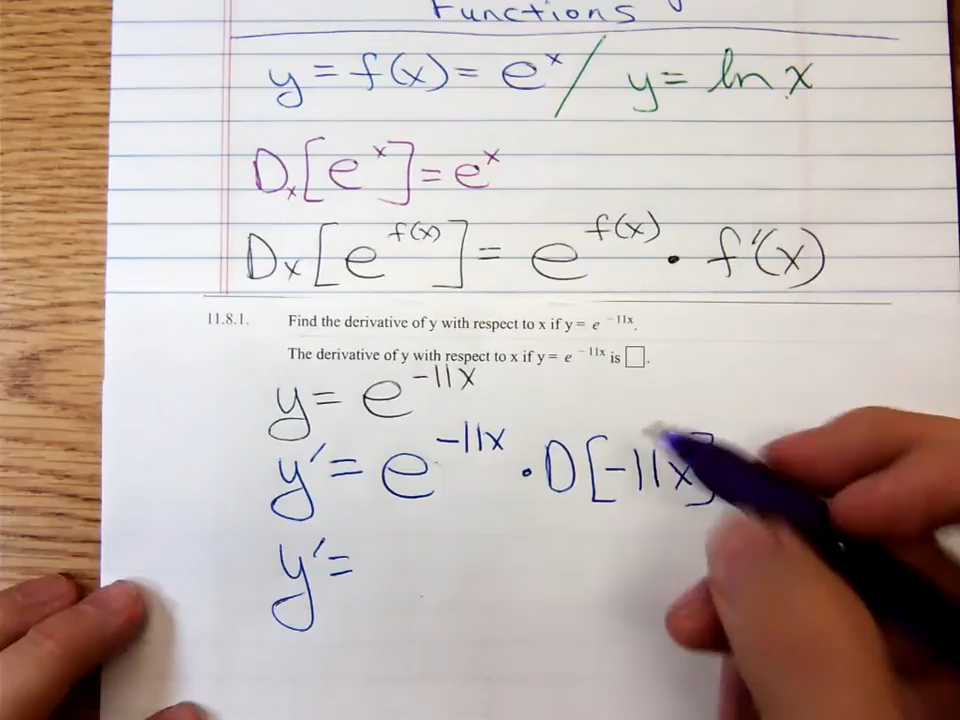 Functions
y = f(x) = e^x / y = ln x
D_x[e^x] = e^x
D_x[e^f(x)] = e^f(x) · f'(x)
11.8.1. Find the derivative of y with respect to x if y = e^-11x.
The derivative of y with respect to x if y = e^-11x is □.
y = e^-11x
y' = e^-11x · D[-11x]
y' =